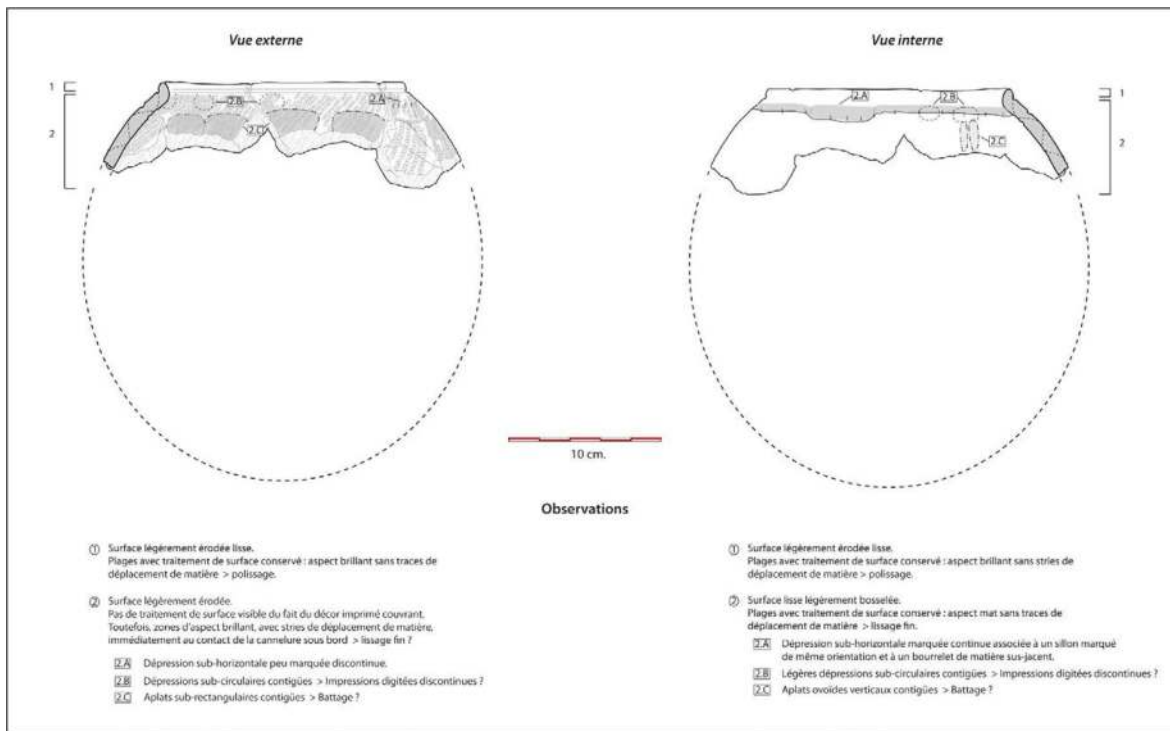 Vue externe
Vue interne
1
2
2.B
2.A
2.C
2.A
2.B
2.C
1
2
10 cm.
Observations
① Surface légèrement érodée lisse.
Plages avec traitement de surface conservé : aspect brillant sans traces de
déplacement de matière > polissage.
② Surface légèrement érodée.
Pas de traitement de surface visible du fait du décor imprimé couvrant.
Toutefois, zones d'aspect brillant, avec stries de déplacement de matière,
immédiatement au contact de la cannelure sous bord > lissage fin ?
2.A Dépression sub-horizontale peu marquée discontinue.
2.B Dépressions sub-circulaires contigües > Impressions digitées discontinues ?
2.C Aplats sub-rectangulaires contigües > Battage ?
① Surface légèrement érodée lisse.
Plages avec traitement de surface conservé : aspect brillant sans stries de
déplacement de matière > polissage.
② Surface lisse légèrement bosselée.
Plages avec traitement de surface conservé : aspect mat sans traces de
déplacement de matière > lissage fin.
2.A Dépression sub-horizontale marquée continue associée à un sillon marqué
de même orientation et à un bourrelet de matière sus-jacent.
2.B Légères dépressions sub-circulaires contigües > Impressions digitées discontinues ?
2.C Aplats ovoïdes verticaux contigües > Battage ?